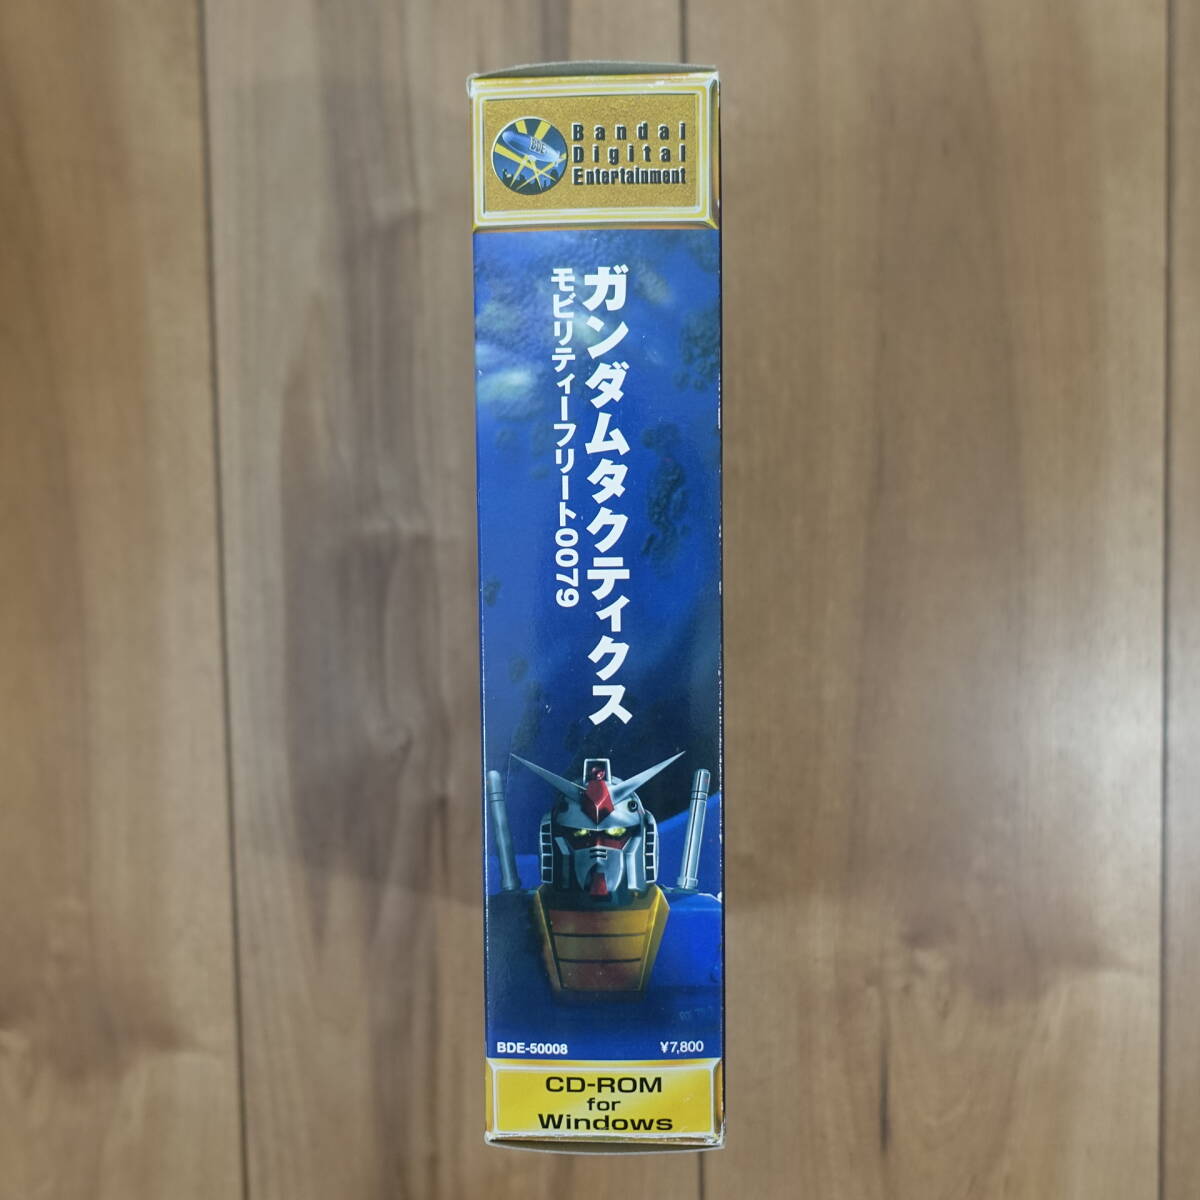 BDE
Bandai
Digital
Entertainment
ガンダムタクティクス
モビリティーフリート0079
BDE-50008
¥7,800
CD-ROM
for
Windows